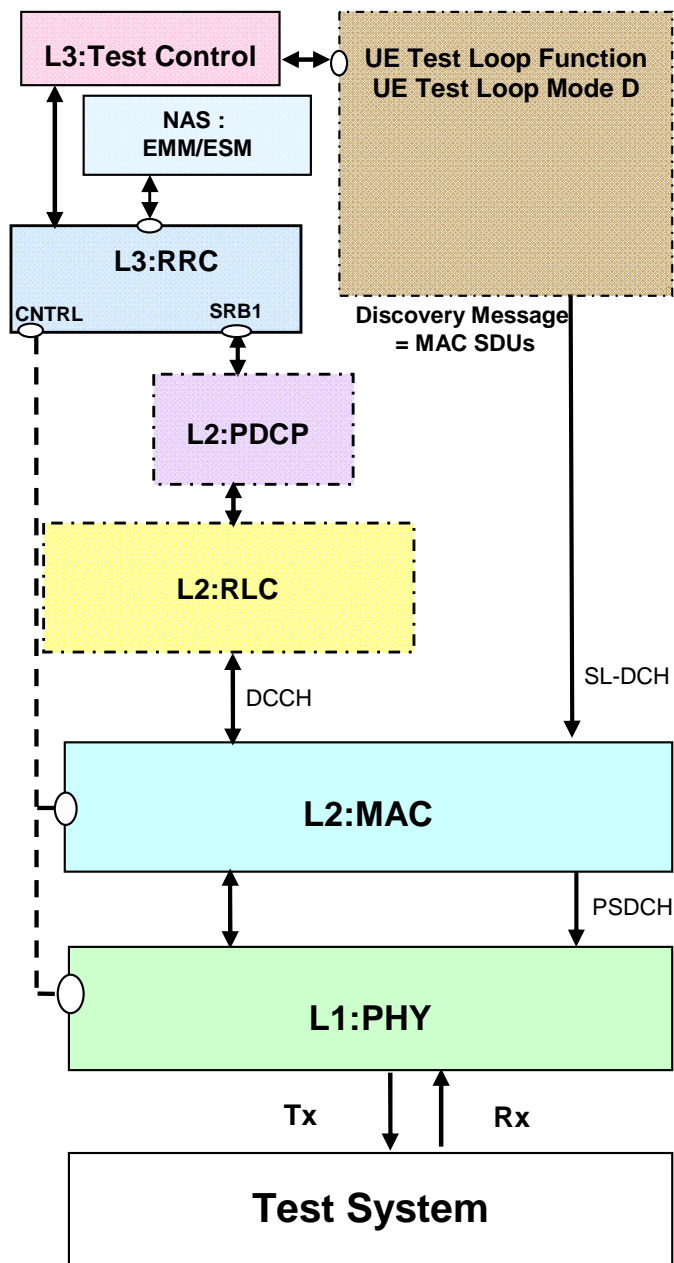 L3:Test Control
UE Test Loop Function
UE Test Loop Mode D
NAS :
EMM/ESM
L3:RRC
CNTRL
SRB1
Discovery Message
= MAC SDUs
L2:PDCP
L2:RLC
DCCH
SL-DCH
L2:MAC
PSDCH
L1:PHY
Tx
Rx
Test System